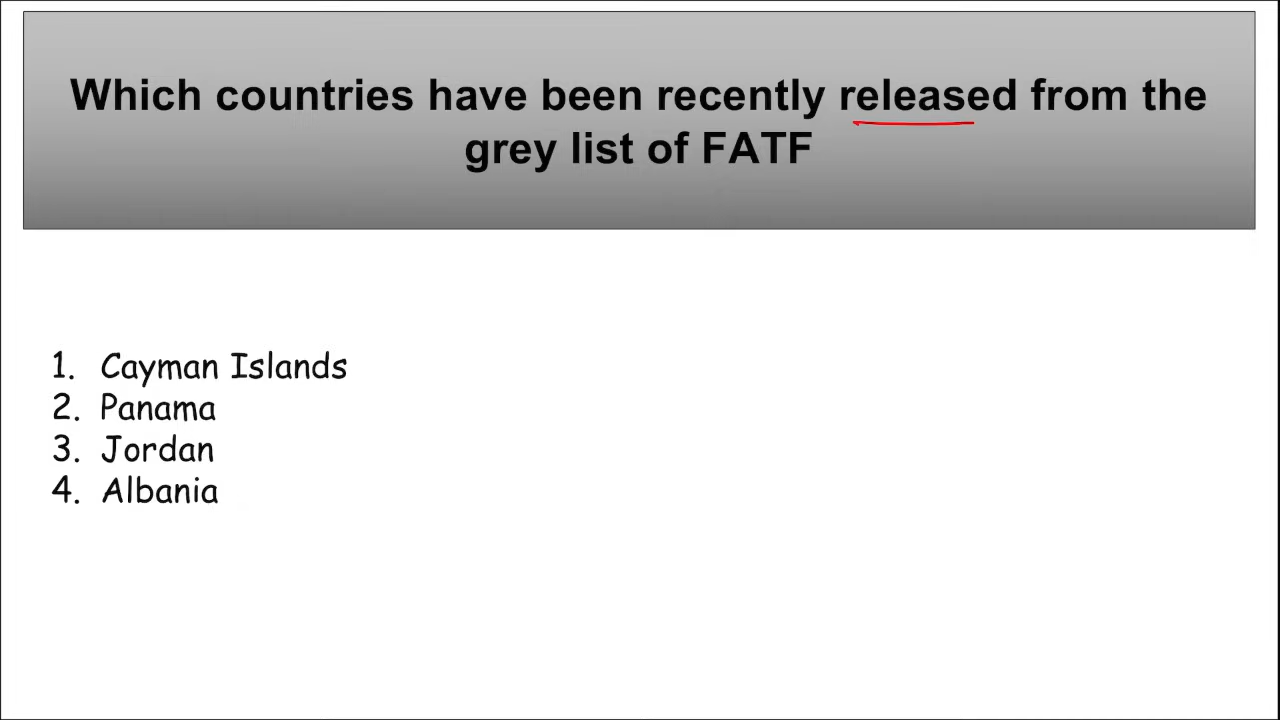 Which countries have been recently released from the
grey list of FATF
1. Cayman Islands
2. Panama
3. Jordan
4. Albania